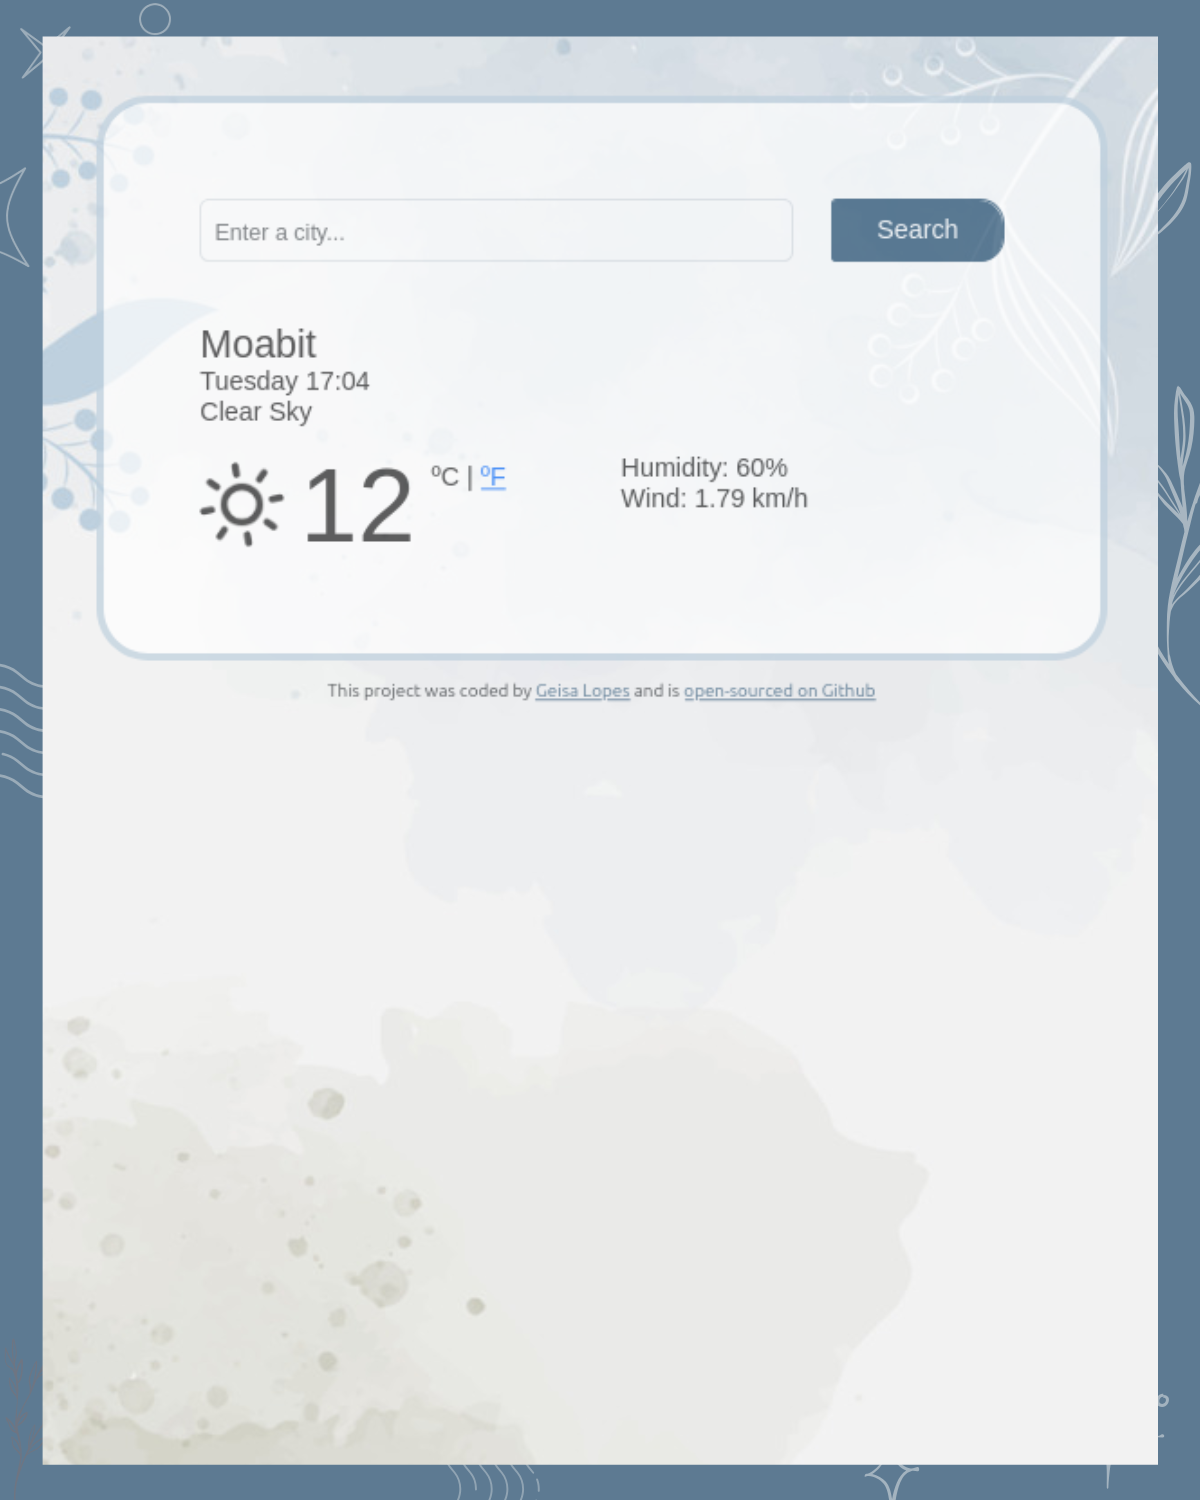 Enter a city...
Search
Moabit
Tuesday 17:04
Clear Sky
12 ºC | ºF
Humidity: 60%
Wind: 1.79 km/h
This project was coded by Geisa Lopes and is open-sourced on Github